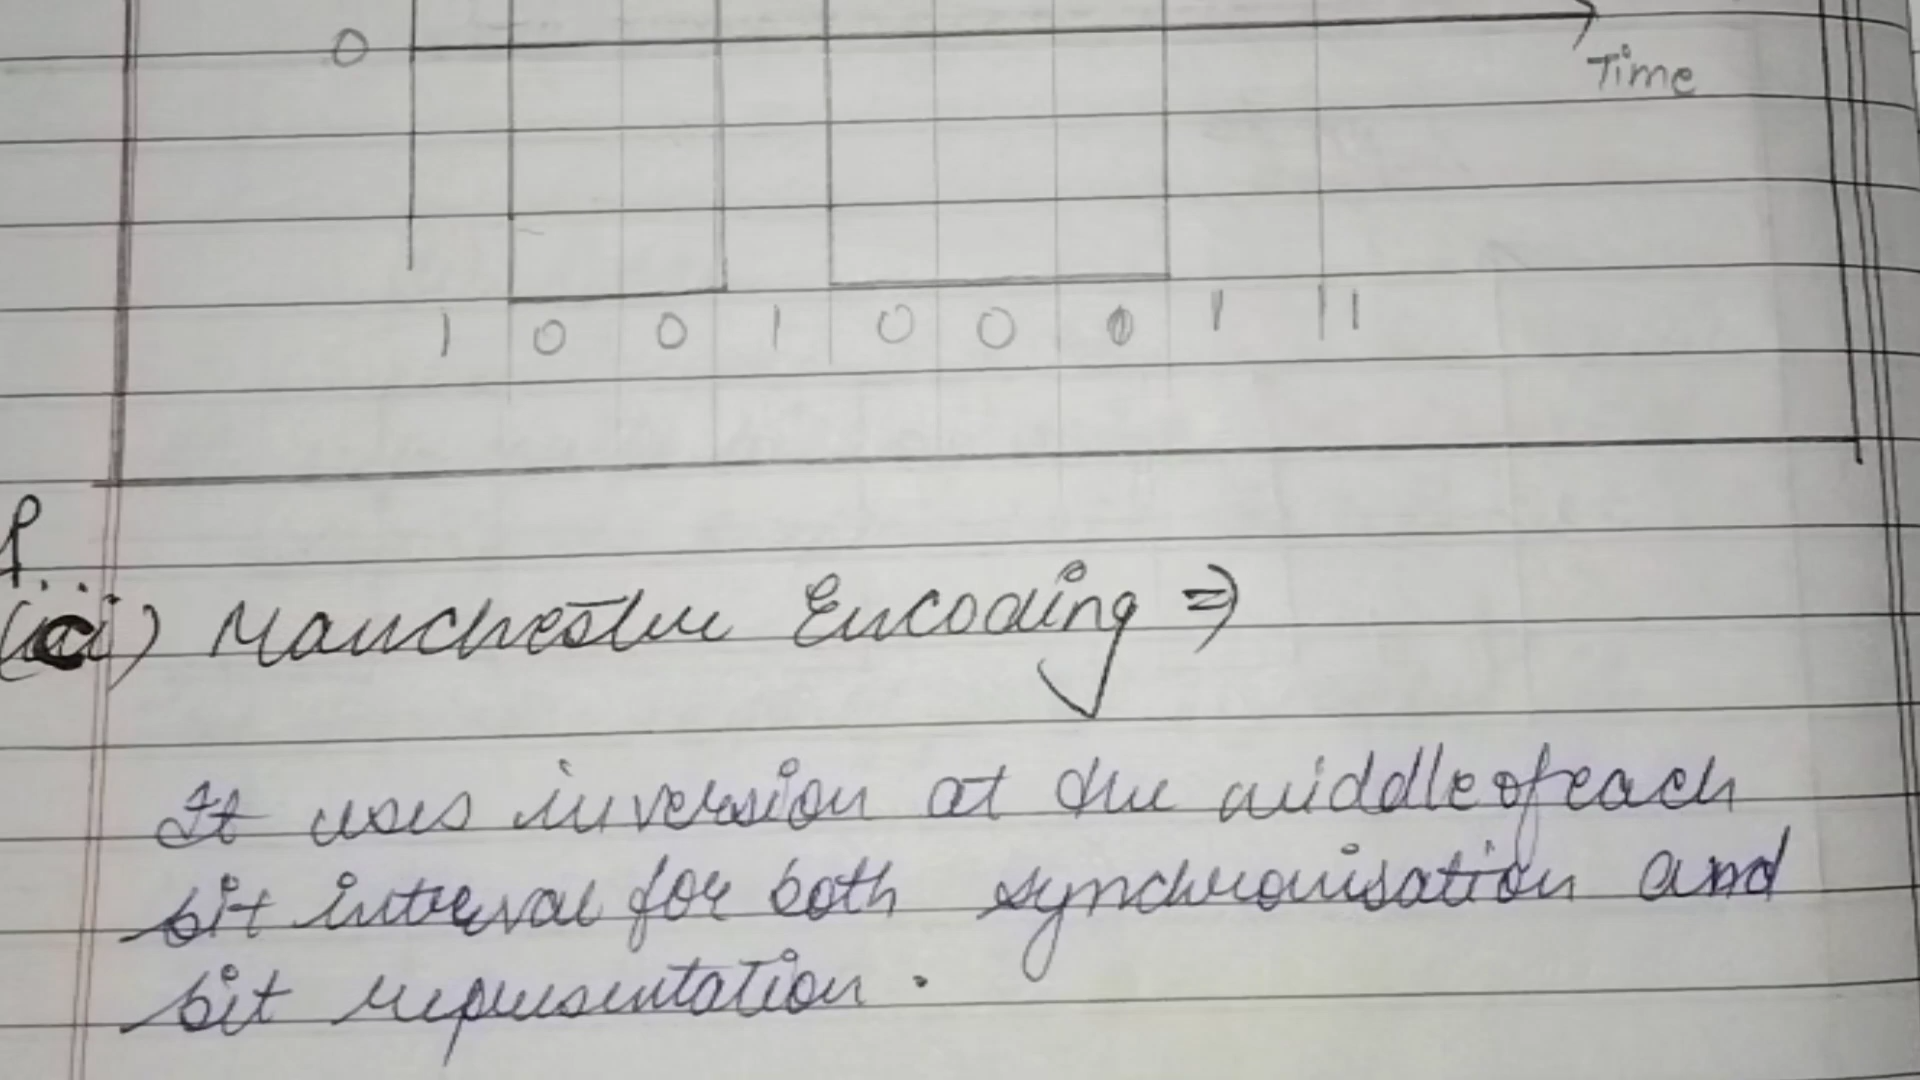 0
Time
1 0 0 1 0 0 0 1 1
(ii) Manchester Encoding ⇒
It uses inversion at the middle of each
bit interval for both synchronisation and
bit representation.